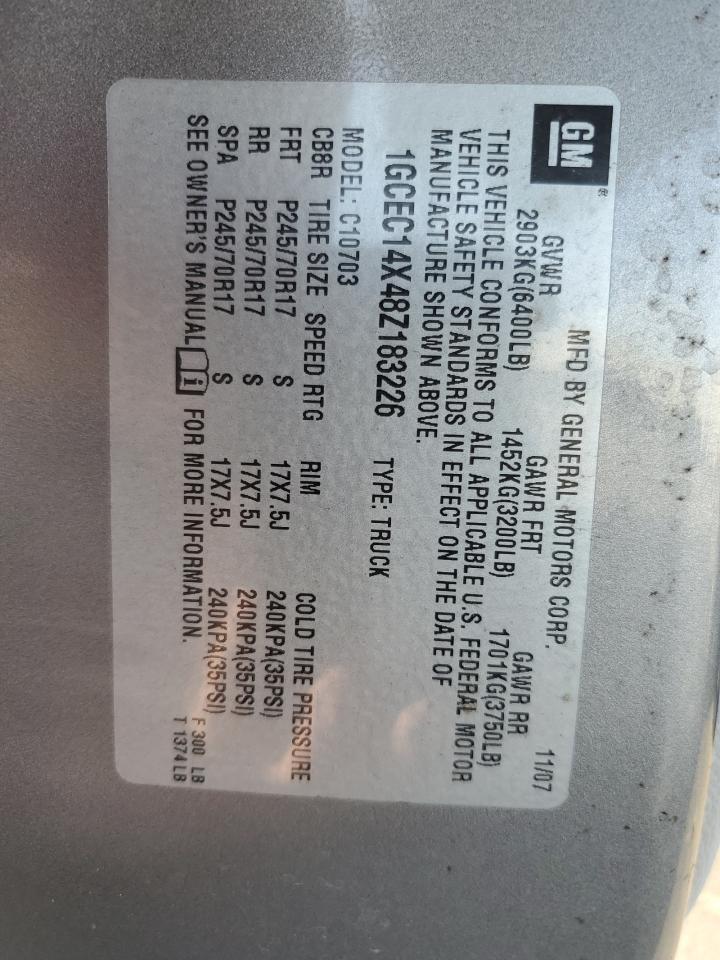 GM®
MFD BY GENERAL MOTORS CORP. 11/07
GVWR GAWR FRT GAWR RR
2903KG(6400LB) 1452KG(3200LB) 1701KG(3750LB)
THIS VEHICLE CONFORMS TO ALL APPLICABLE U.S. FEDERAL MOTOR
VEHICLE SAFETY STANDARDS IN EFFECT ON THE DATE OF
MANUFACTURE SHOWN ABOVE.
1GCEC14X48Z183226 TYPE: TRUCK
MODEL: C10703
CB8R TIRE SIZE SPEED RTG RIM COLD TIRE PRESSURE
FRT P245/70R17 S 17X7.5J 240KPA(35PSI)
RR P245/70R17 S 17X7.5J 240KPA(35PSI)
SPA P245/70R17 S 17X7.5J 240KPA(35PSI)
SEE OWNER'S MANUAL i FOR MORE INFORMATION.
F 300 LB
T 1374 LB